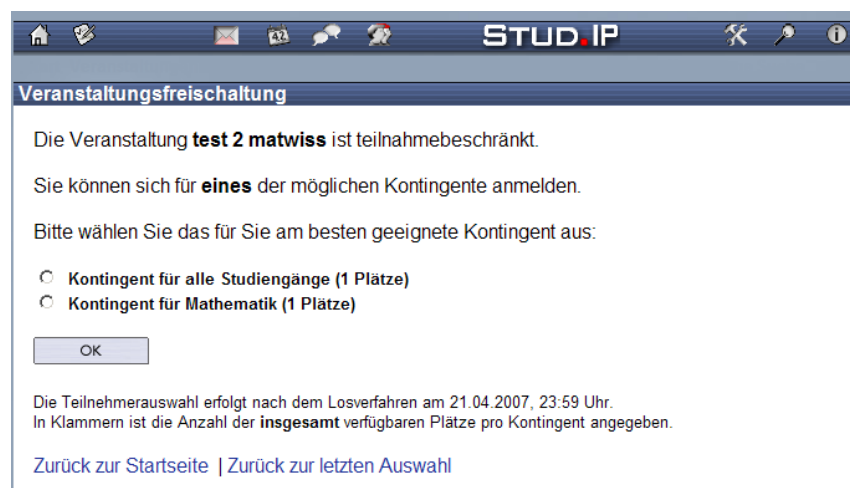 42
STUD.IP
Veranstaltungsfreischaltung
Die Veranstaltung test 2 matwiss ist teilnahmebeschränkt.
Sie können sich für eines der möglichen Kontingente anmelden.
Bitte wählen Sie das für Sie am besten geeignete Kontingent aus:
Kontingent für alle Studiengänge (1 Plätze)
Kontingent für Mathematik (1 Plätze)
OK
Die Teilnehmerauswahl erfolgt nach dem Losverfahren am 21.04.2007, 23:59 Uhr.
In Klammern ist die Anzahl der insgesamt verfügbaren Plätze pro Kontingent angegeben.
Zurück zur Startseite | Zurück zur letzten Auswahl